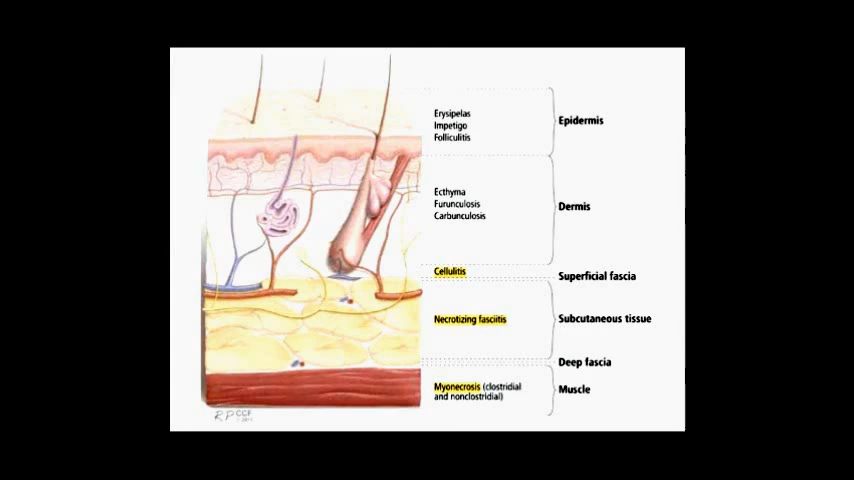 Erysipelas
Impetigo
Folliculitis
Epidermis
Ecthyma
Furunculosis
Carbunculosis
Dermis
Cellulitis
Superficial fascia
Necrotizing fasciitis
Subcutaneous tissue
Deep fascia
Myonecrosis (clostridial
and nonclostridial)
Muscle
CCF